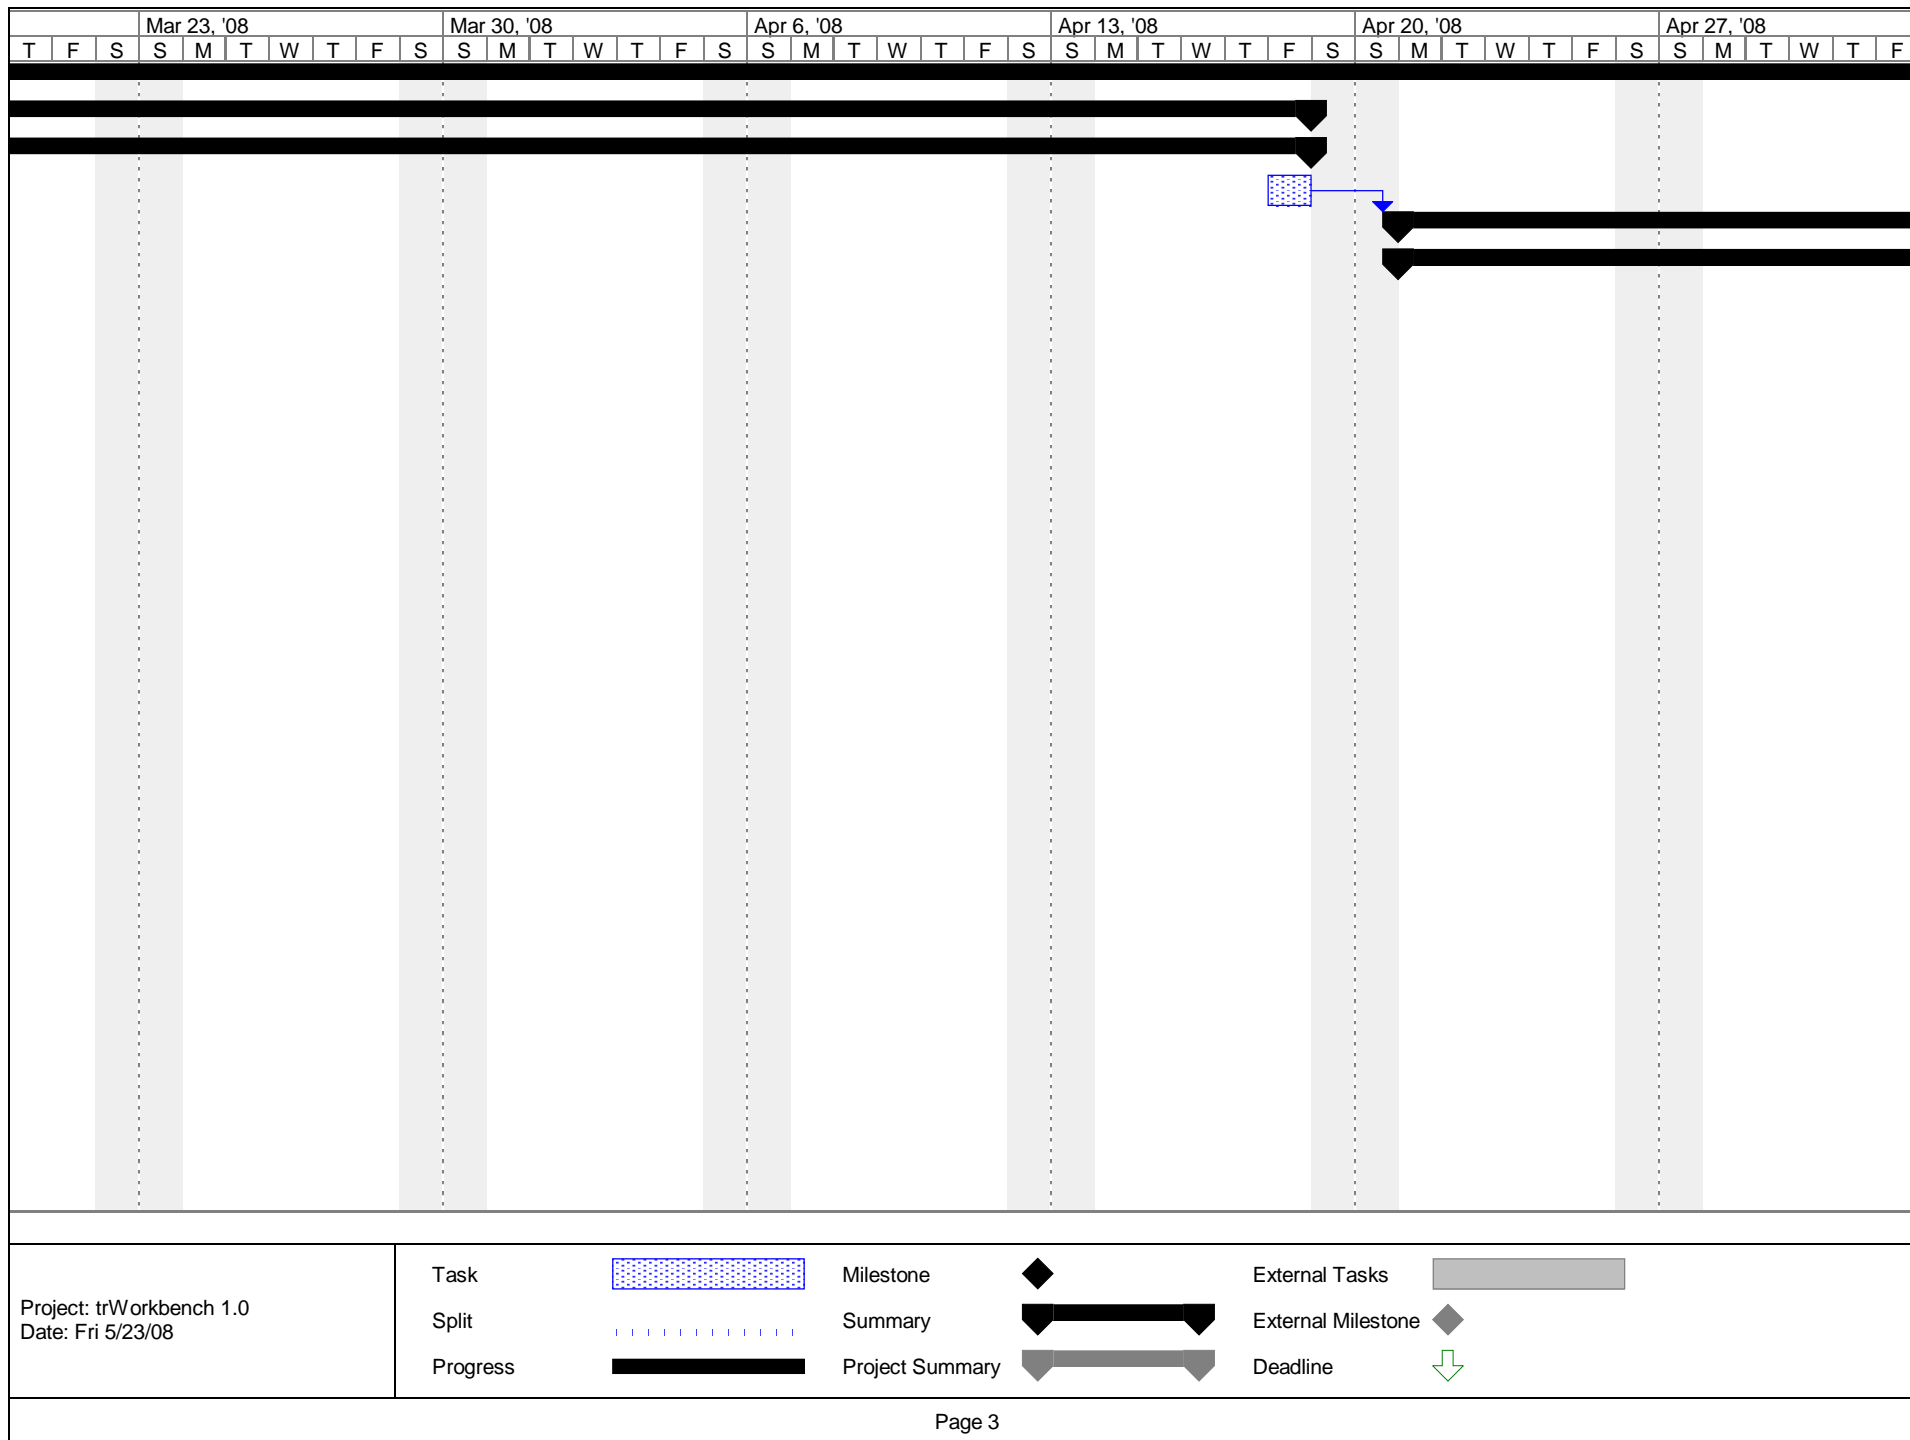 Mar 23, '08 Mar 30, '08 Apr 6, '08 Apr 13, '08 Apr 20, '08 Apr 27, '08
T F S S M T W T F S S M T W T F S S M T W T F S S M T W T F S S M T W T F S S M T W T F
Task Milestone External Tasks
Project: trWorkbench 1.0
Date: Fri 5/23/08
Split Summary External Milestone
Progress Project Summary Deadline
Page 3